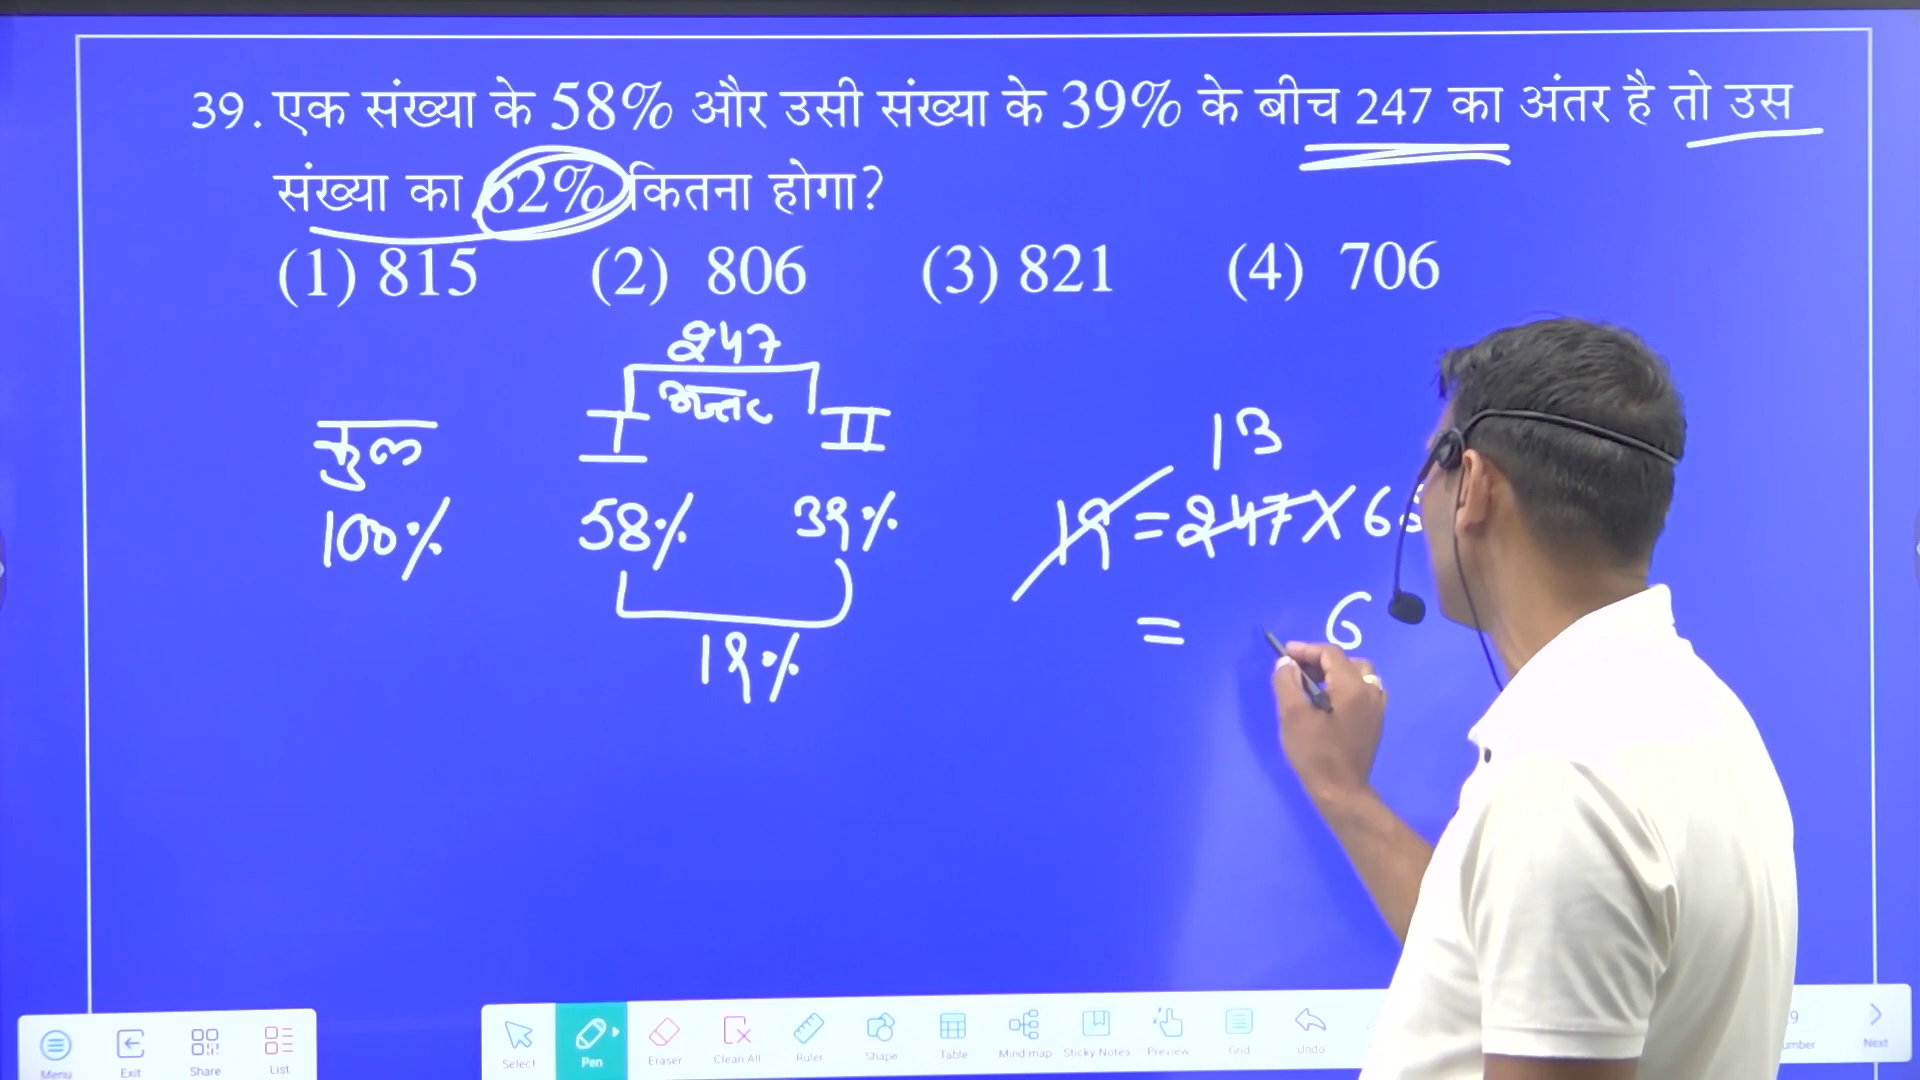 39. एक संख्या के 58% और उसी संख्या के 39% के बीच 247 का अंतर है तो उस
संख्या का 62% कितना होगा?
(1) 815 (2) 806 (3) 821 (4) 706
247
अन्तर
कुल I II
13
100% 58% 39%
19 = 247 × 6
= 6
19%
Menu Exit Share List
Select Pen Eraser Clean All Ruler Shape Table Mind map Sticky Notes Preview Grid Undo
Next